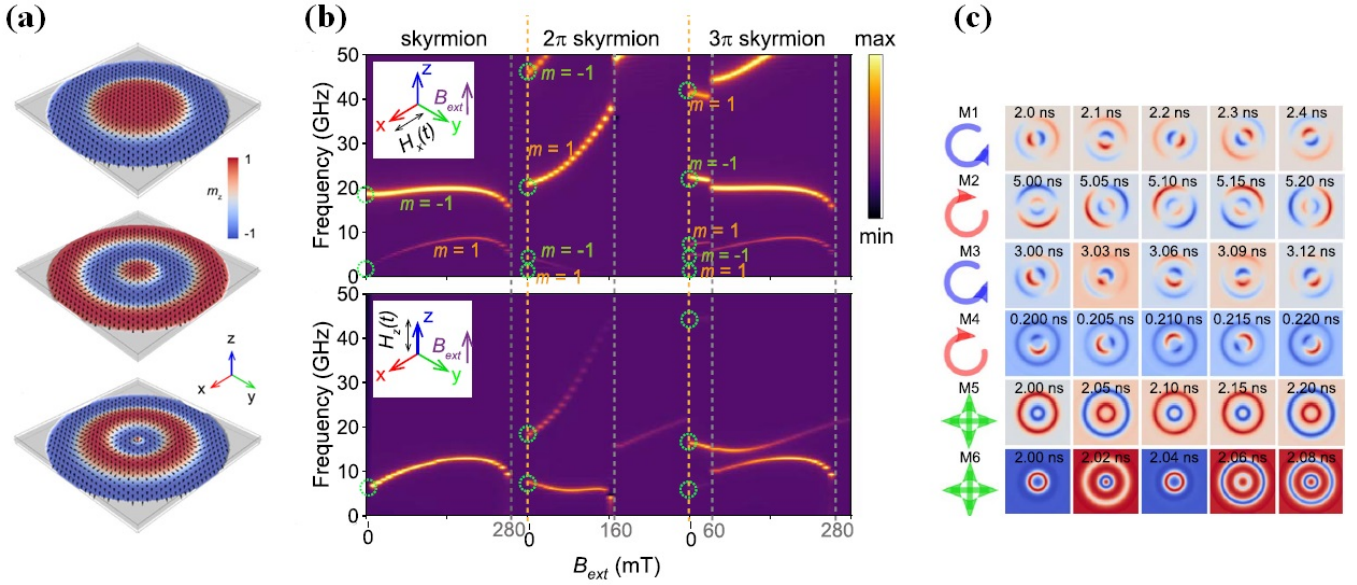 (a)
1
m_z
-1
z
x
y
(b)
skyrmion
2π skyrmion
3π skyrmion
Frequency (GHz)
50
40
30
20
10
0
z
B_ext
x
y
H_x(t)
m = -1
m = 1
m = -1
m = 1
m = -1
m = 1
m = 1
m = -1
m = 1
m = -1
m = 1
max
min
Frequency (GHz)
50
40
30
20
10
0
H_z(t)
z
B_ext
x
y
0
280
0
160
0
60
280
B_ext (mT)
(c)
M1
2.0 ns
2.1 ns
2.2 ns
2.3 ns
2.4 ns
M2
5.00 ns
5.05 ns
5.10 ns
5.15 ns
5.20 ns
M3
3.00 ns
3.03 ns
3.06 ns
3.09 ns
3.12 ns
M4
0.200 ns
0.205 ns
0.210 ns
0.215 ns
0.220 ns
M5
2.00 ns
2.05 ns
2.10 ns
2.15 ns
2.20 ns
M6
2.00 ns
2.02 ns
2.04 ns
2.06 ns
2.08 ns